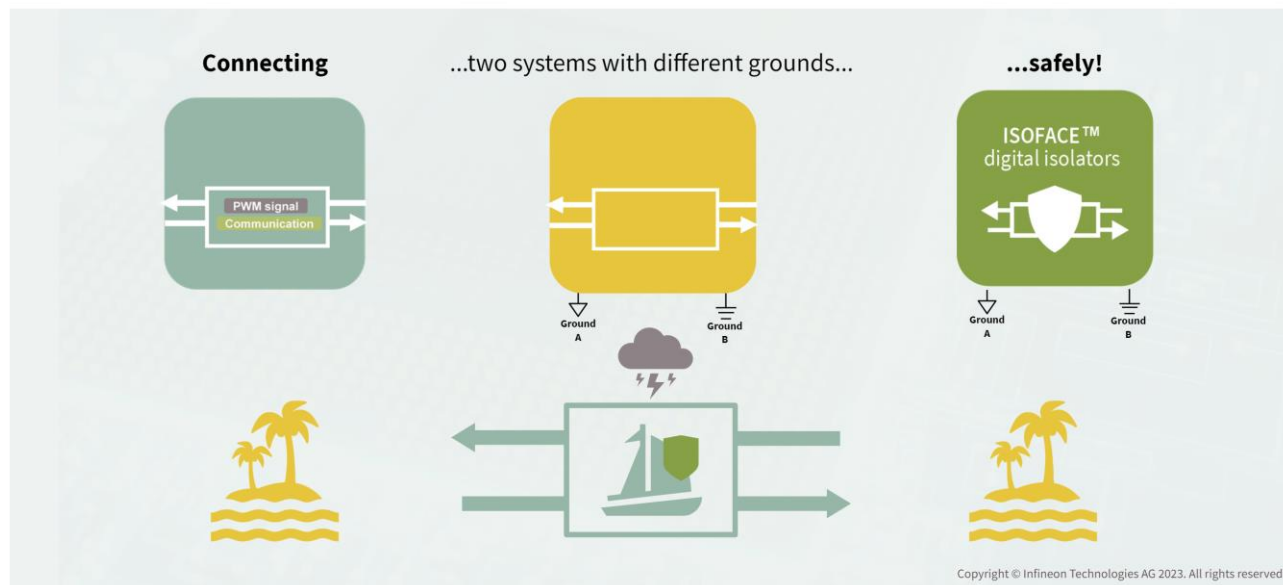 Connecting
...two systems with different grounds...
...safely!
PWM signal
Communication
ISOFACE™
digital isolators
Ground
A
Ground
B
Ground
A
Ground
B
Copyright © Infineon Technologies AG 2023. All rights reserved